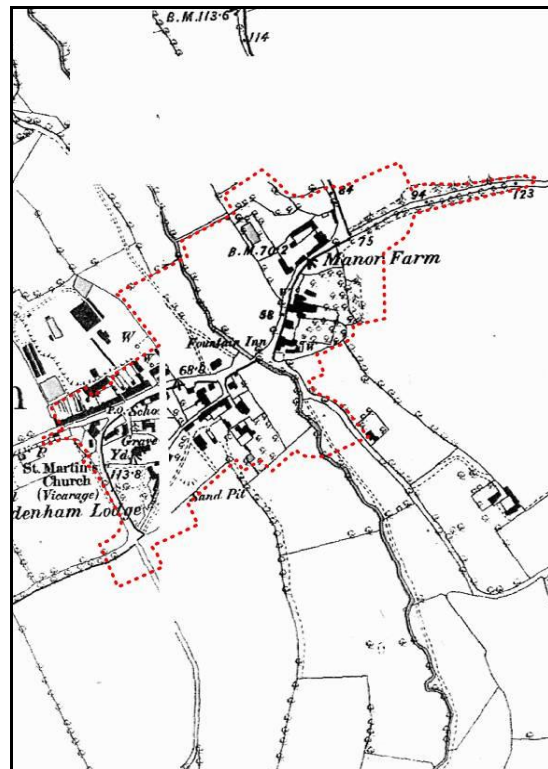 B.M.113·6
114
84
94
123
75
B.M.70·2
Manor Farm
58
Fountain Inn
W
W
68·8
P.O.
Scho
Grave
Yd.
P
St. Martin's
Church
(Vicarage)
113·8
Sand Pit
denham Lodge